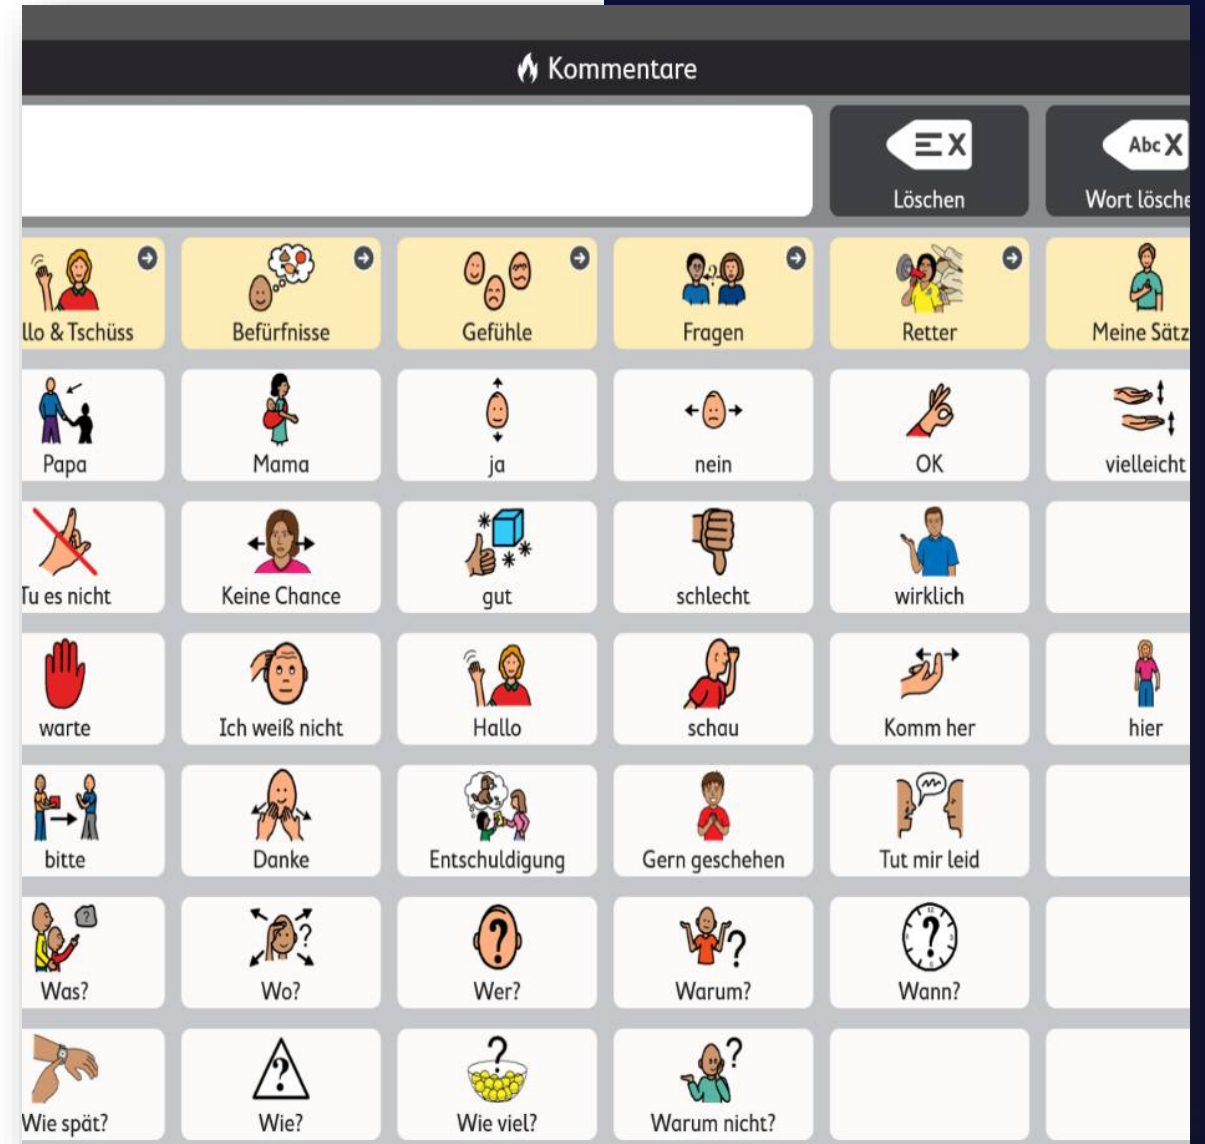 Kommentare
Löschen
Abc X
Wort lösche
llo & Tschüss
Befürfnisse
Gefühle
Fragen
Retter
Meine Sätz
Papa
Mama
ja
nein
OK
vielleicht
Tu es nicht
Keine Chance
gut
schlecht
wirklich
warte
Ich weiß nicht
Hallo
schau
Komm her
hier
bitte
Danke
Entschuldigung
Gern geschehen
Tut mir leid
Was?
Wo?
Wer?
Warum?
Wann?
Wie spät?
Wie?
Wie viel?
Warum nicht?